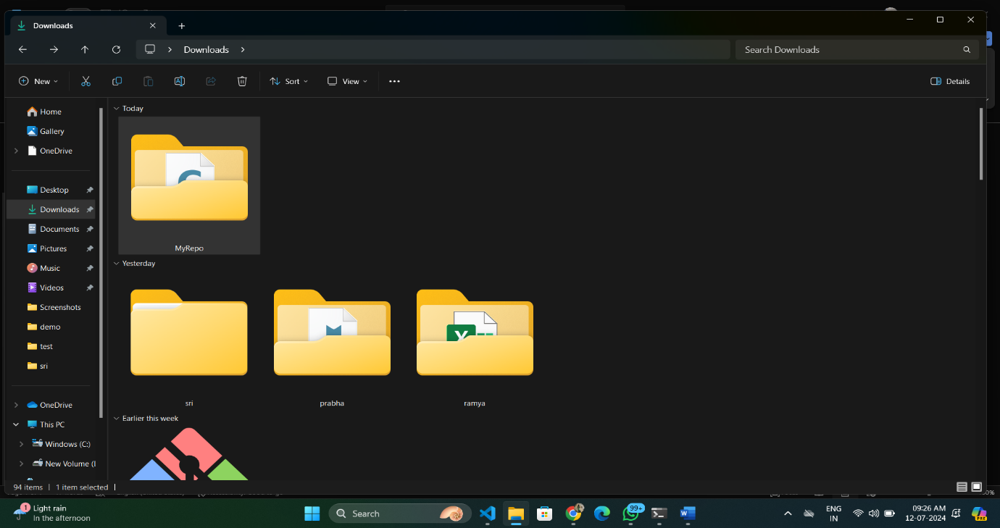 Downloads
Downloads
Search Downloads
New
Sort
View
Details
Home
Gallery
OneDrive
Desktop
Downloads
Documents
Pictures
Music
Videos
Screenshots
demo
test
sri
OneDrive
This PC
Windows (C:)
New Volume (
Today
MyRepo
Yesterday
sri
prabha
ramya
Earlier this week
94 items
1 item selected
1
Light rain
In the afternoon
Search
99+
ENG
IN
09:26 AM
12-07-2024
PRE